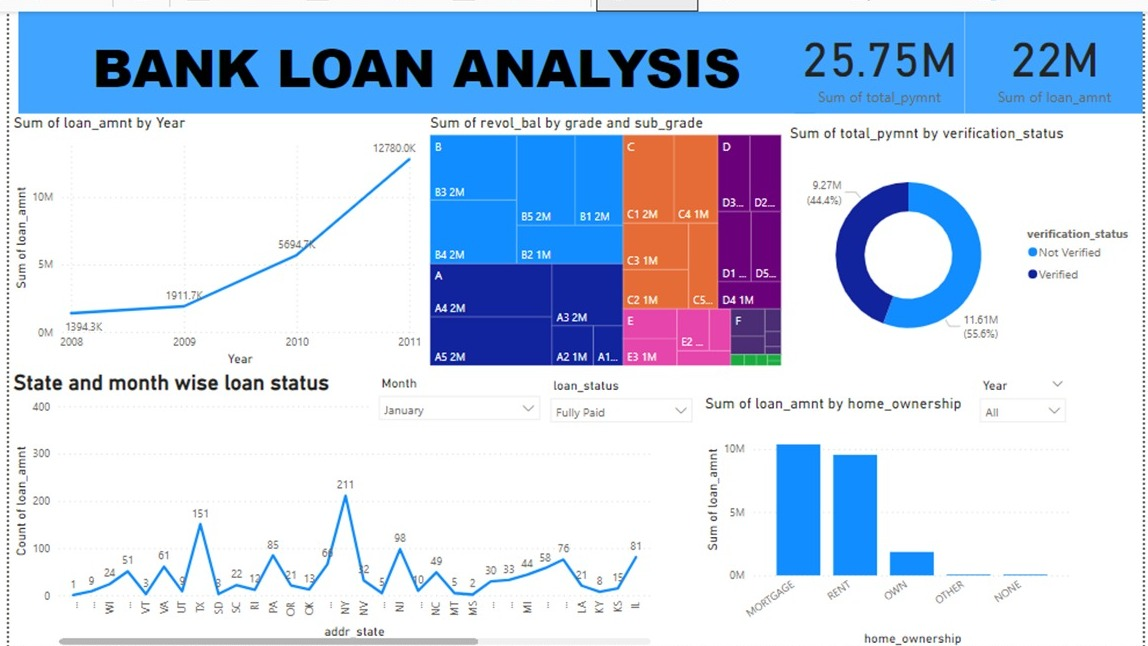 BANK LOAN ANALYSIS
25.75M
Sum of total_pymnt
22M
Sum of loan_amnt
Sum of loan_amnt by Year
Sum of loan_amnt
10M
5M
0M
1394.3K
1911.7K
5694.7K
12780.0K
2008
2009
2010
2011
Year
Sum of revol_bal by grade and sub_grade
B
B3 2M
B4 2M
B5 2M
B1 2M
B2 1M
A
A4 2M
A5 2M
A3 2M
A2 1M
A1...
C
C1 2M
C4 1M
C3 1M
C2 1M
C5...
D
D3...
D2...
D1 ...
D5...
D4 1M
E
E3 1M
E2 ...
F
Sum of total_pymnt by verification_status
9.27M
(44.4%)
11.61M
(55.6%)
verification_status
Not Verified
Verified
State and month wise loan status
Month
January
loan_status
Fully Paid
Count of loan_amnt
400
300
200
100
0
1
9
24
51
3
61
9
151
3
22
12
85
21
13
66
211
32
5
98
10
49
5
2
30
33
44
58
76
21
8
15
81
...
...
WI
...
VT
VA
UT
TX
SD
SC
RI
PA
OR
OK
...
NY
NV
...
NJ
...
NC
MT
MS
...
...
MI
...
...
LA
KY
KS
IL
addr_state
Sum of loan_amnt by home_ownership
Year
All
Sum of loan_amnt
10M
5M
0M
MORTGAGE
RENT
OWN
OTHER
NONE
home_ownership